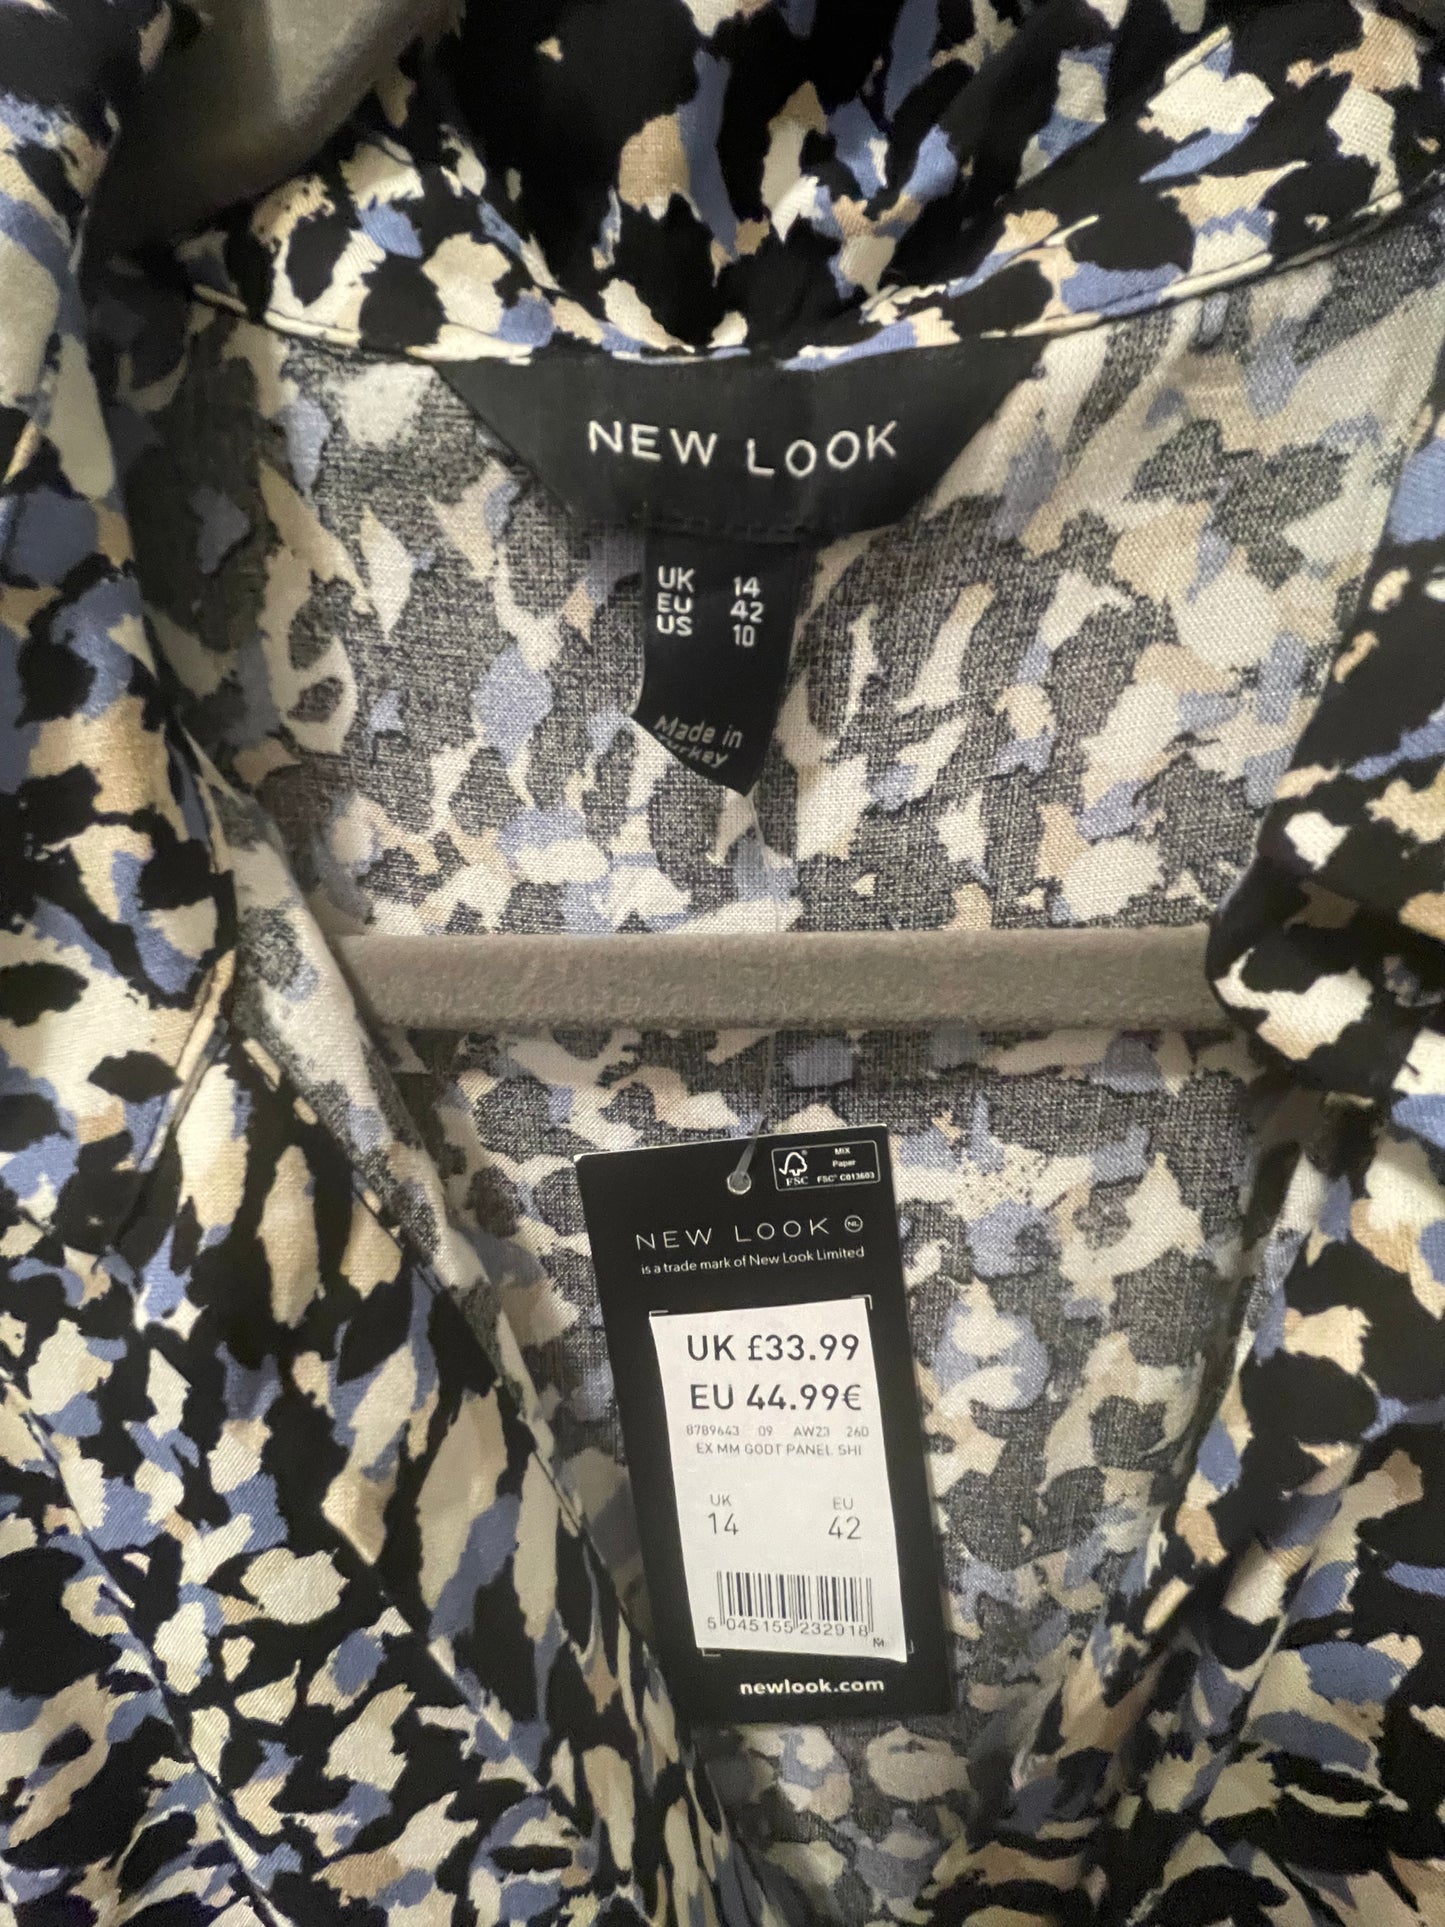 NEW LOOK
UK 14
EU 42
US 10
Made in
MIX
Paper
FSC® C013603
FSC
NEW LOOK NL
is a trade mark of New Look Limited
UK £33.99
EU 44.99€
8789643 09 AW23 260
EX MM GODT PANEL SHI
UK EU
14 42
5 045155 232918
M
newlook.com